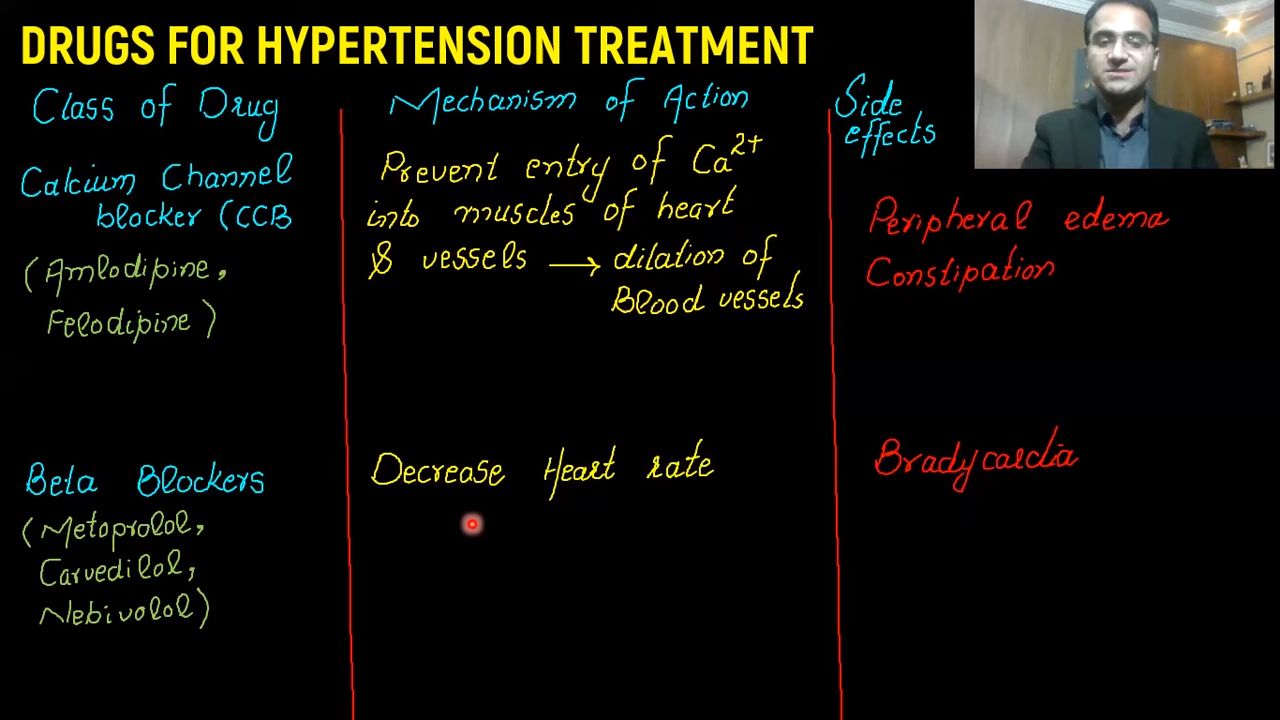 DRUGS FOR HYPERTENSION TREATMENT
Class of Drug
Mechanism of Action
Side
effects
Calcium Channel
blocker (CCB
(Amlodipine,
Felodipine)
Prevent entry of Ca2+
into muscles of heart
& vessels → dilation of
Blood vessels
Peripheral edema
Constipation
Beta Blockers
(Metoprolol,
Carvedilol,
Nebivolol)
Decrease Heart rate
Bradycardia